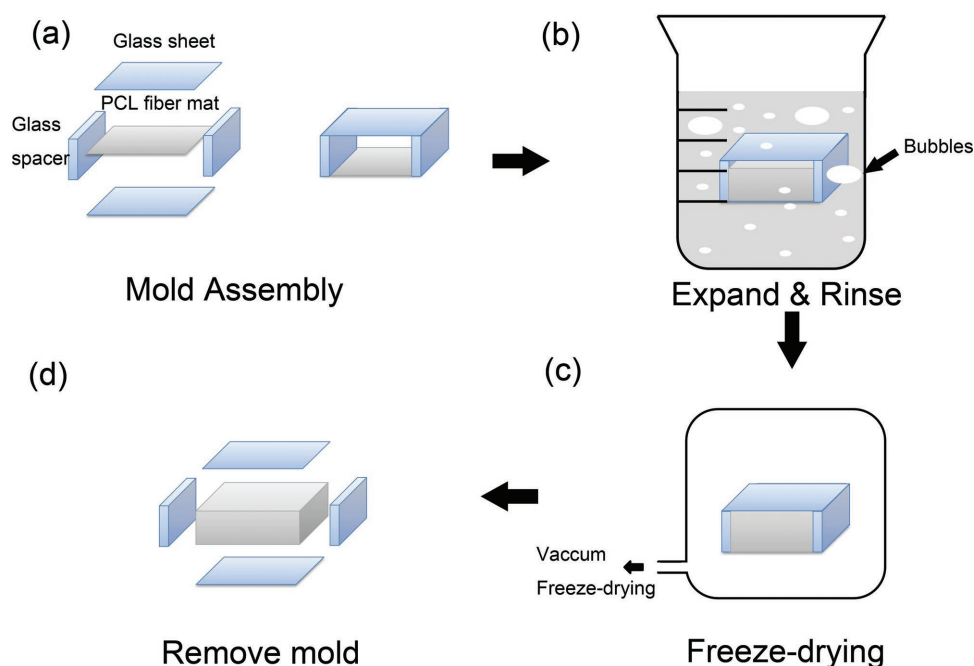 (a)
Glass sheet
PCL fiber mat
Glass
spacer
Mold Assembly
(b)
Bubbles
Expand & Rinse
(d)
Remove mold
(c)
Vaccum
Freeze-drying
Freeze-drying